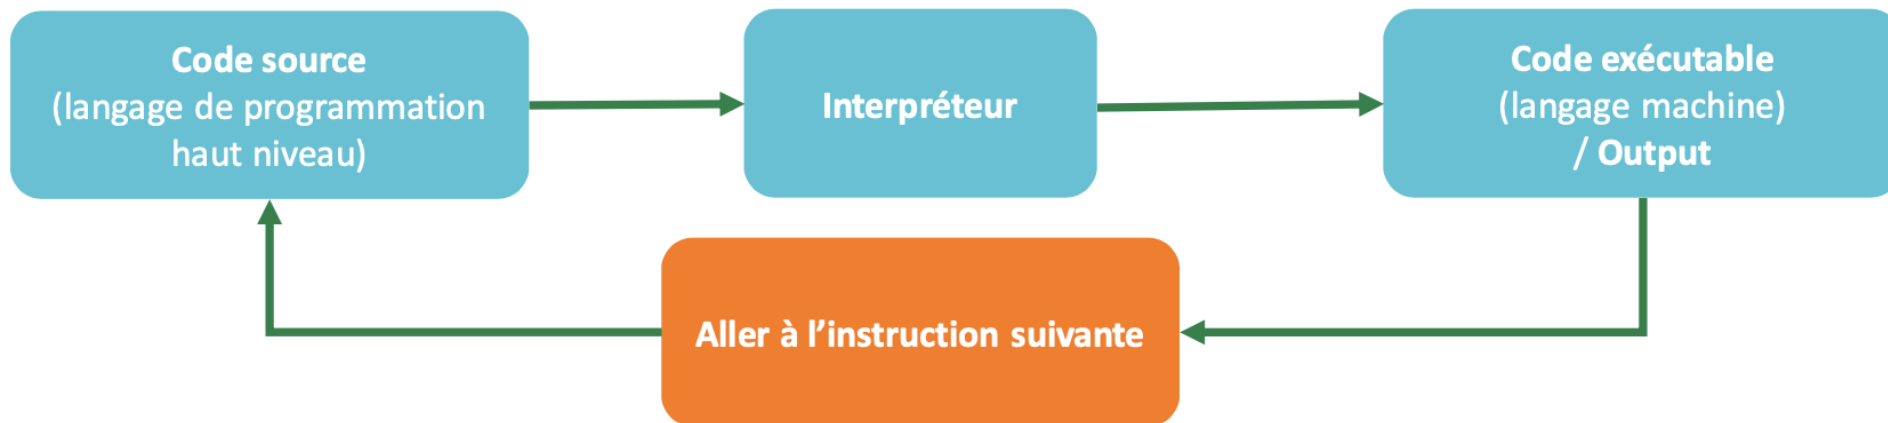 Code source
(langage de programmation
haut niveau)
Interpréteur
Code exécutable
(langage machine)
/ Output
Aller à l’instruction suivante